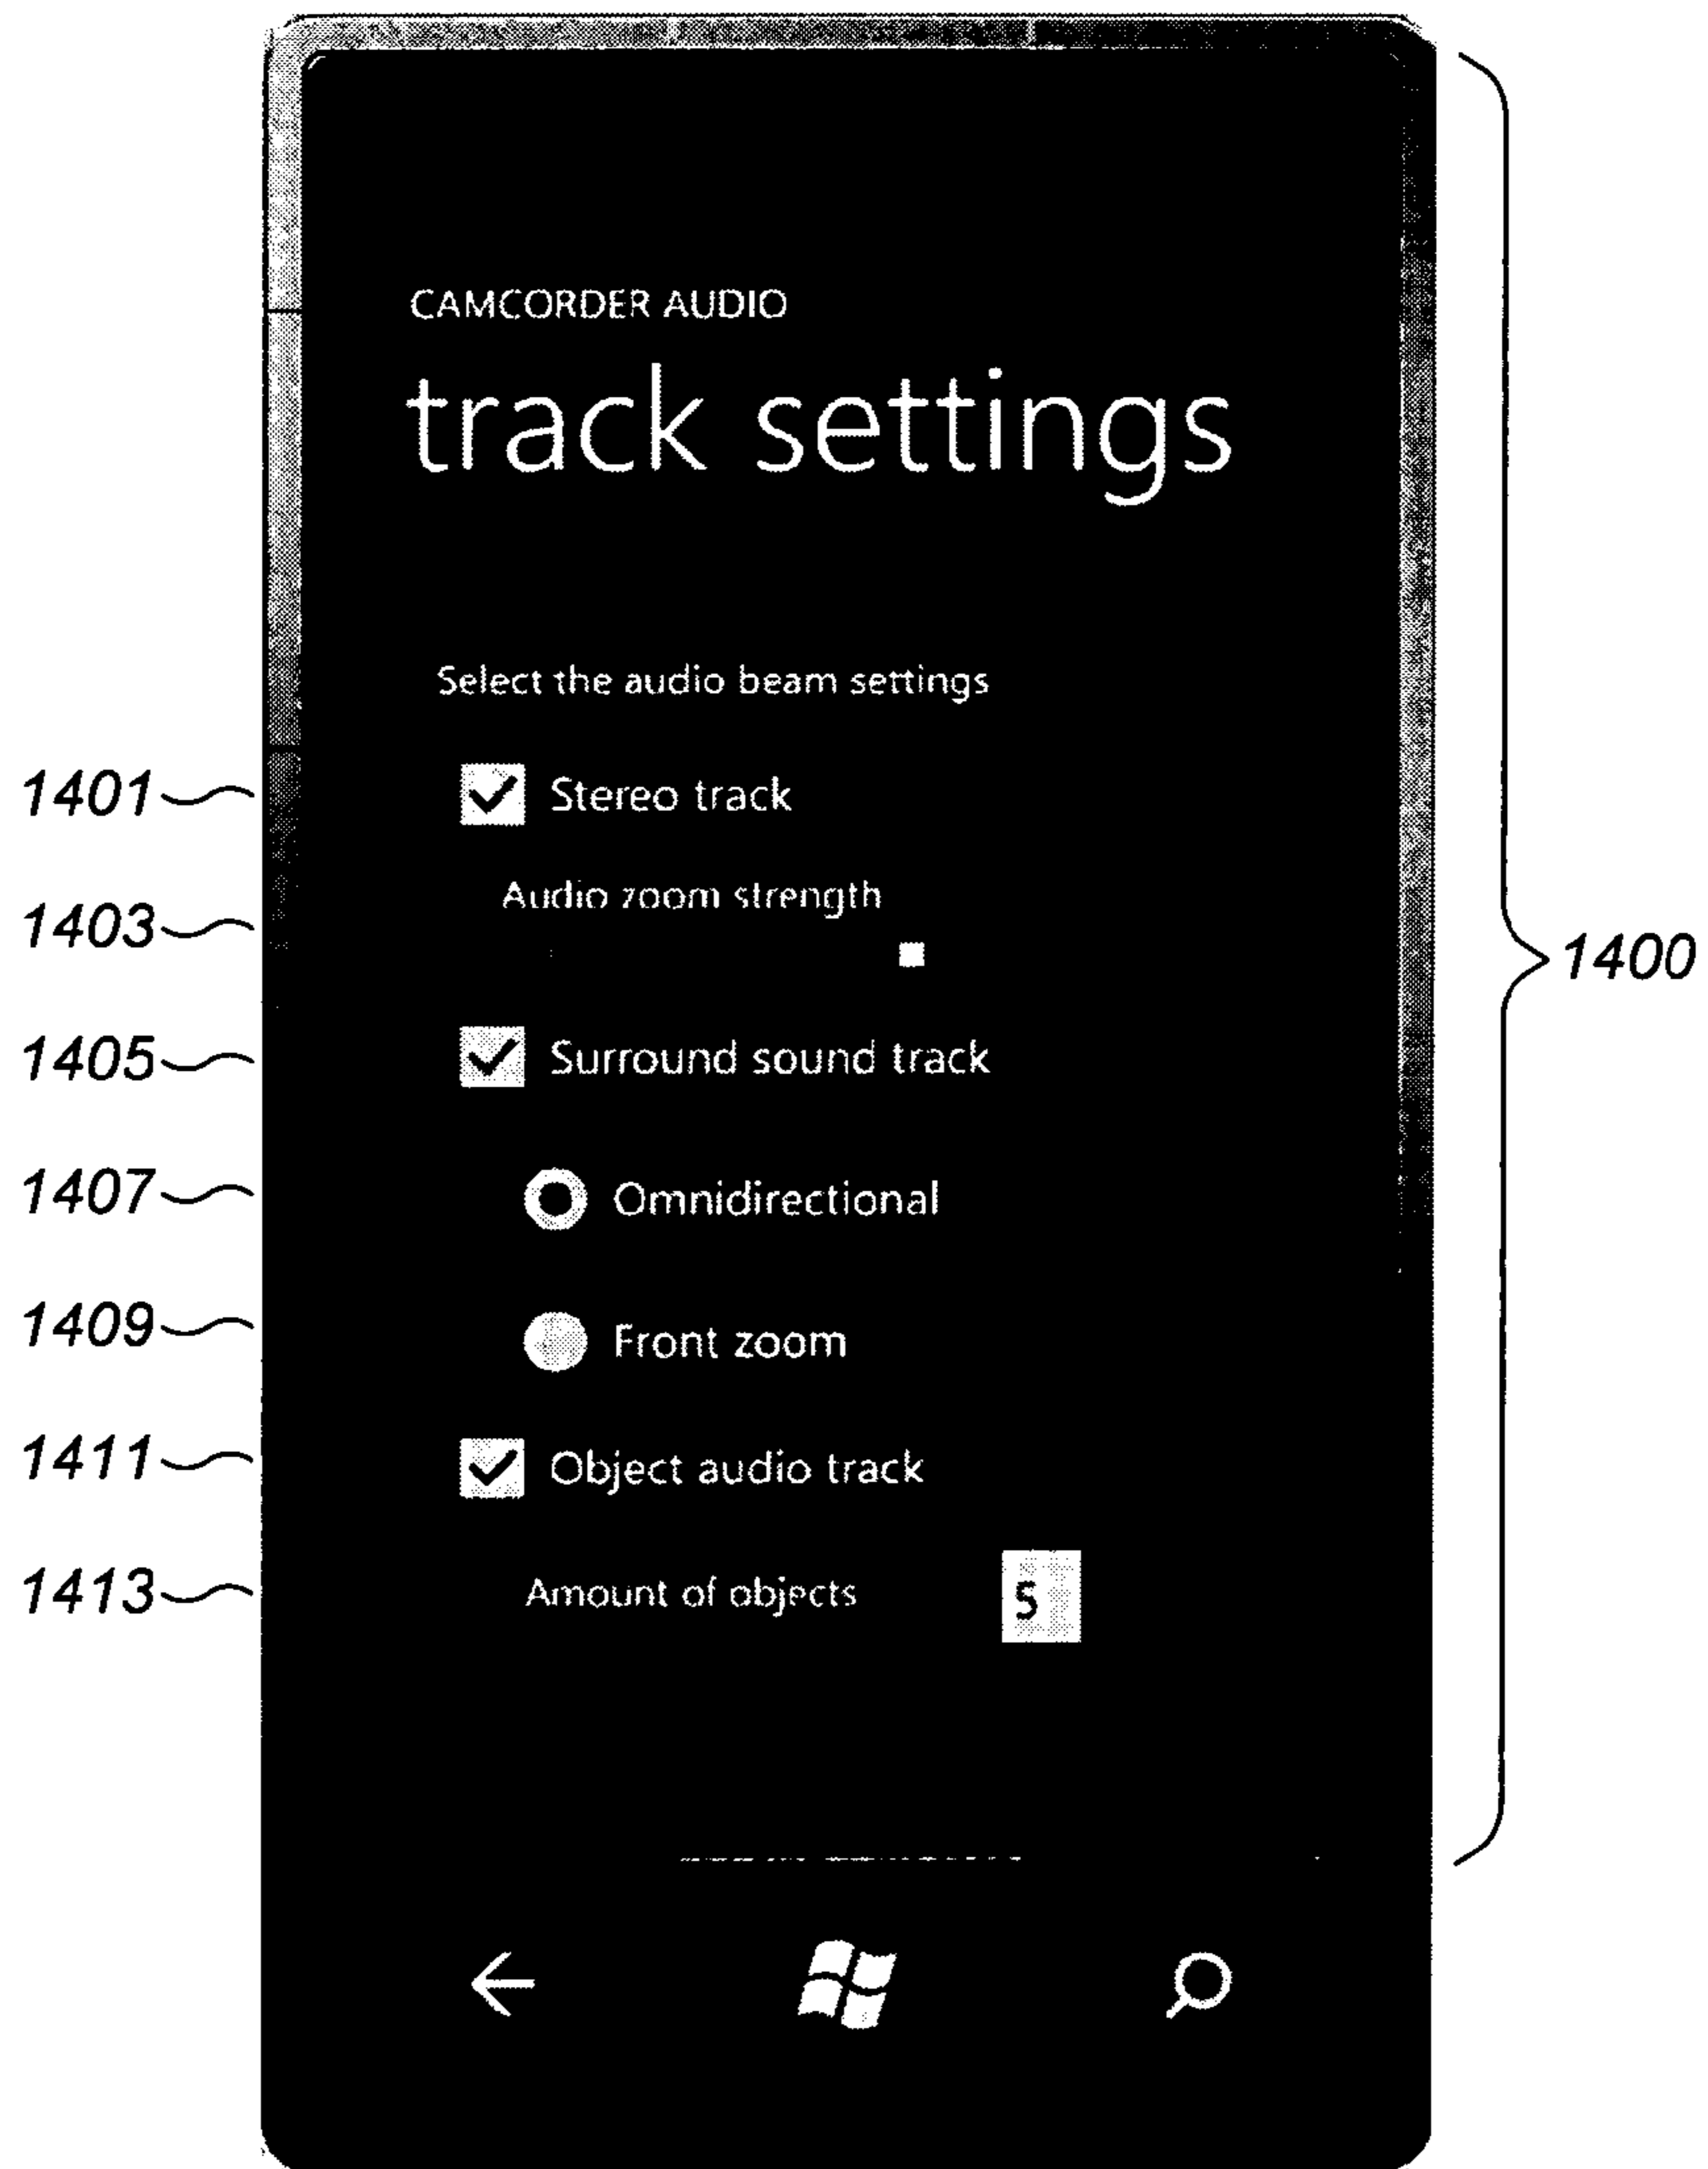 CAMCORDER AUDIO
track settings
Select the audio beam settings
1401 Stereo track
Audio zoom strength
1403
1400
1405 Surround sound track
1407 Omnidirectional
1409 Front zoom
1411 Object audio track
1413 Amount of objects 5